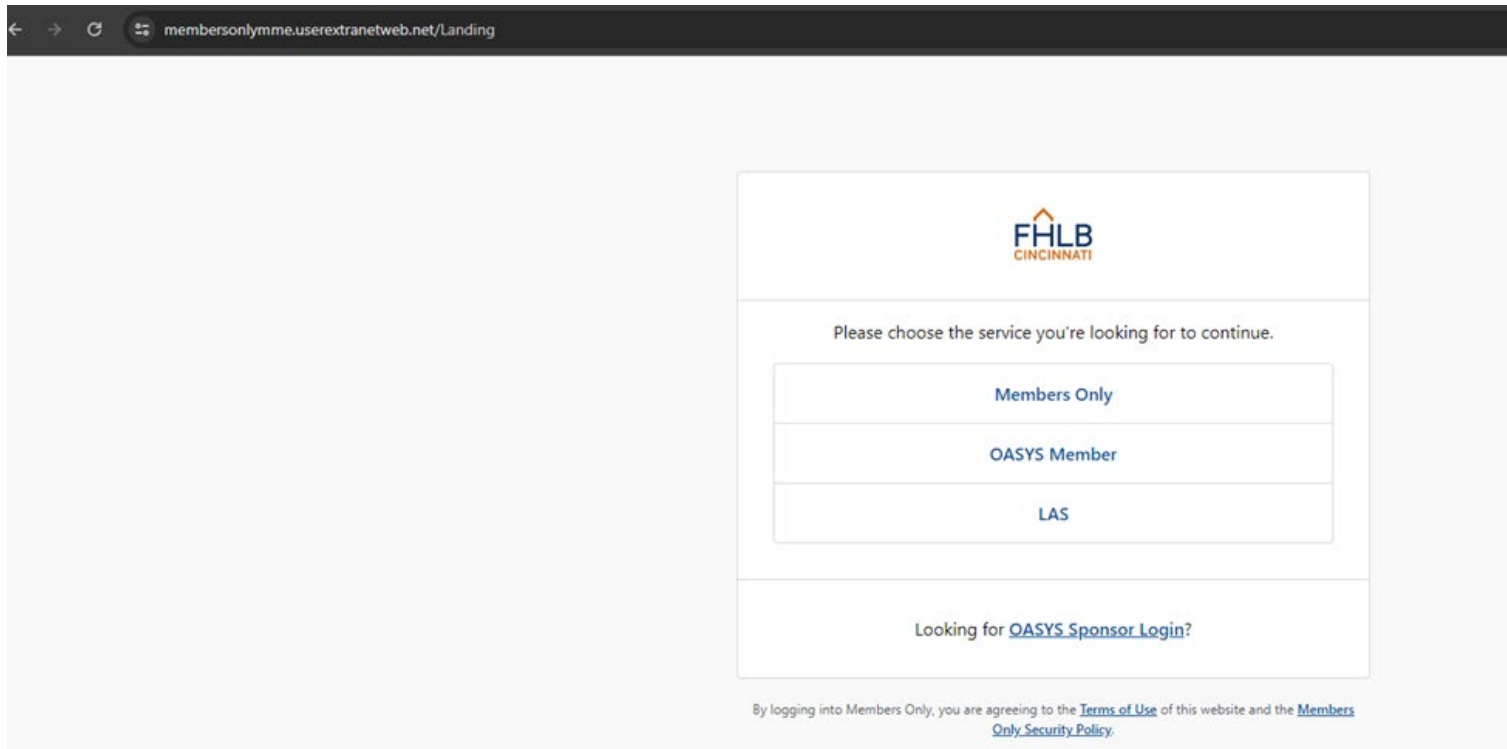 membersonlymme.userextranetweb.net/Landing
FHLB
CINCINNATI
Please choose the service you're looking for to continue.
Members Only
OASYS Member
LAS
Looking for OASYS Sponsor Login?
By logging into Members Only, you are agreeing to the Terms of Use of this website and the Members
Only Security Policy.